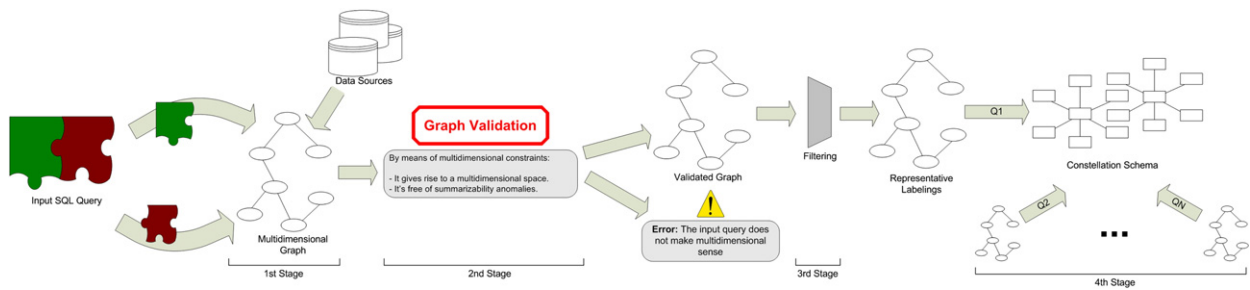 Data Sources
Input SQL Query
Multidimensional
Graph
1st Stage
Graph Validation
By means of multidimensional constraints:
- It gives rise to a multidimensional space.
- It's free of summarizability anomalies.
2nd Stage
Validated Graph
Error: The input query does
not make multidimensional
sense
Filtering
3rd Stage
Representative
Labelings
Q1
Constellation Schema
Q2
QN
4th Stage